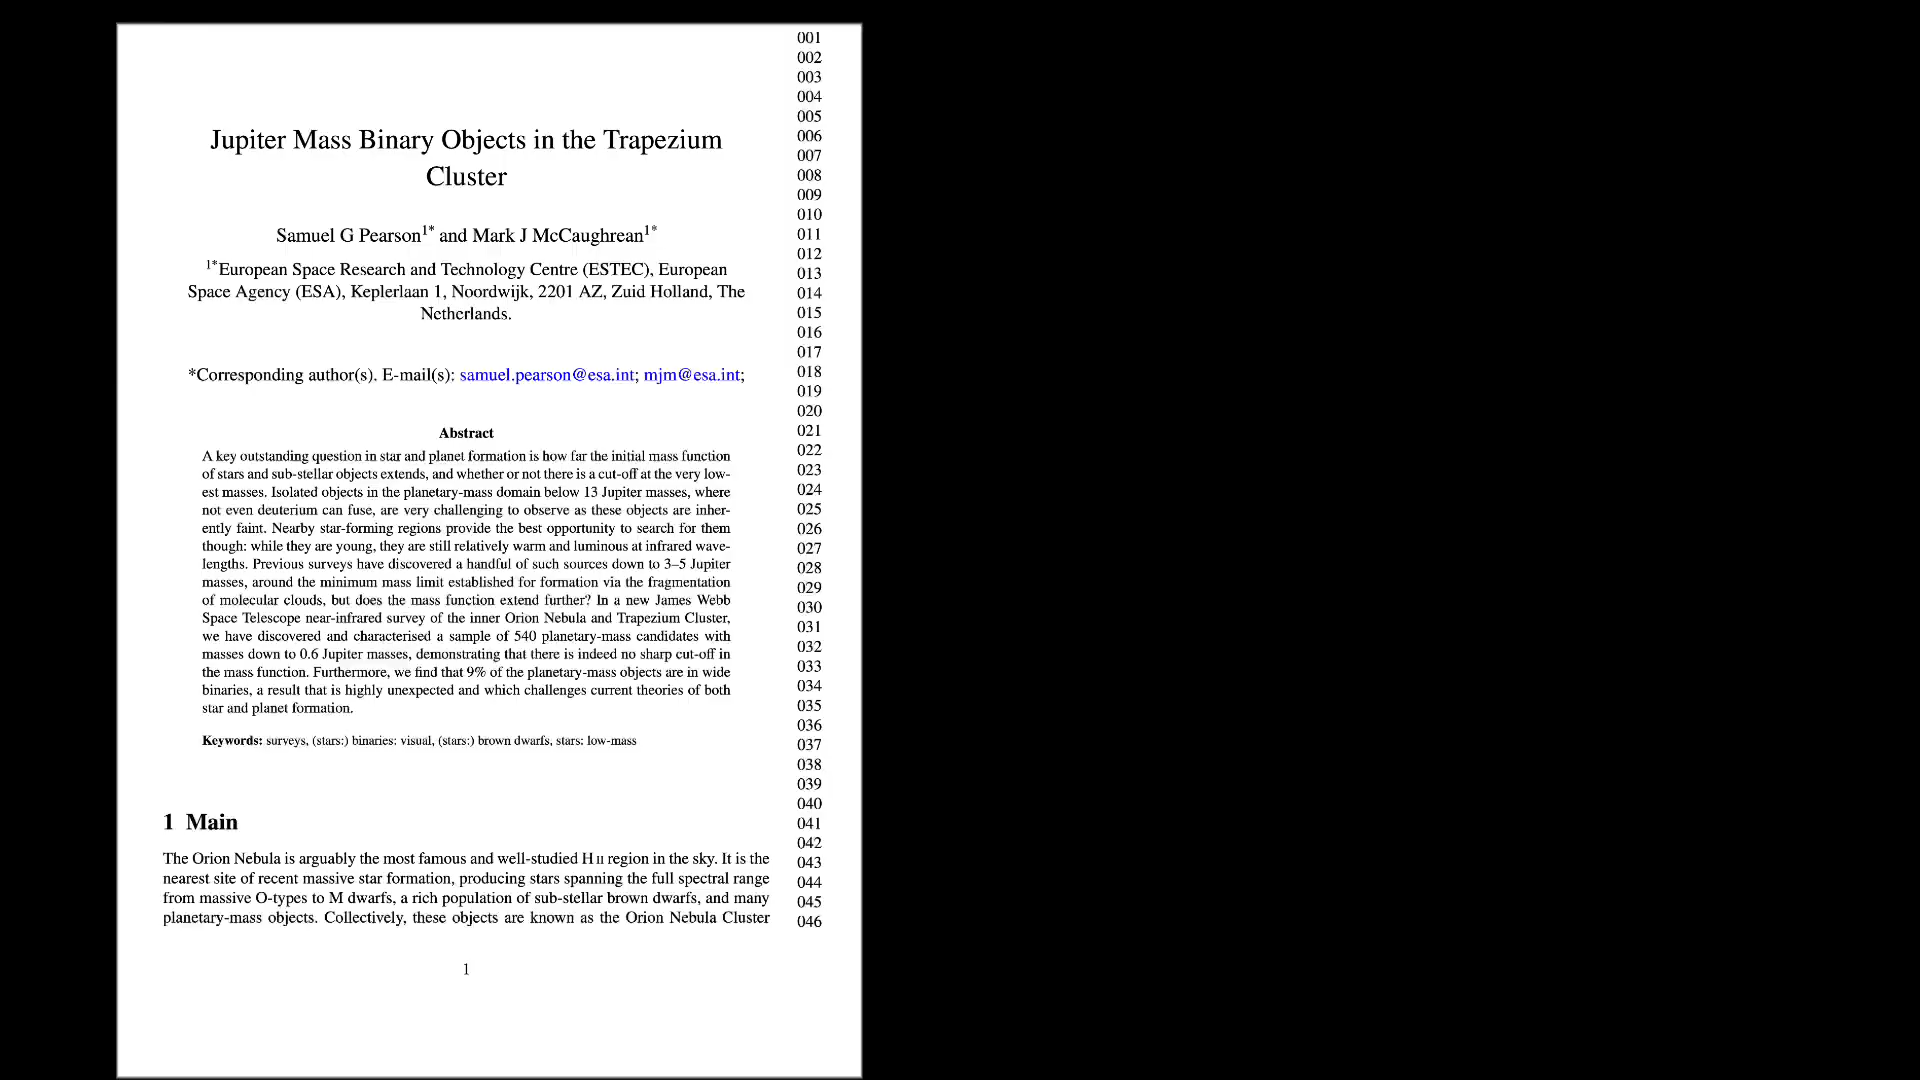 Jupiter Mass Binary Objects in the Trapezium
Cluster
Samuel G Pearson1* and Mark J McCaughrean1*
1*European Space Research and Technology Centre (ESTEC), European
Space Agency (ESA), Keplerlaan 1, Noordwijk, 2201 AZ, Zuid Holland, The
Netherlands.
*Corresponding author(s). E-mail(s): samuel.pearson@esa.int; mjm@esa.int;
Abstract
A key outstanding question in star and planet formation is how far the initial mass function
of stars and sub-stellar objects extends, and whether or not there is a cut-off at the very low-
est masses. Isolated objects in the planetary-mass domain below 13 Jupiter masses, where
not even deuterium can fuse, are very challenging to observe as these objects are inher-
ently faint. Nearby star-forming regions provide the best opportunity to search for them
though: while they are young, they are still relatively warm and luminous at infrared wave-
lengths. Previous surveys have discovered a handful of such sources down to 3–5 Jupiter
masses, around the minimum mass limit established for formation via the fragmentation
of molecular clouds, but does the mass function extend further? In a new James Webb
Space Telescope near-infrared survey of the inner Orion Nebula and Trapezium Cluster,
we have discovered and characterised a sample of 540 planetary-mass candidates with
masses down to 0.6 Jupiter masses, demonstrating that there is indeed no sharp cut-off in
the mass function. Furthermore, we find that 9% of the planetary-mass objects are in wide
binaries, a result that is highly unexpected and which challenges current theories of both
star and planet formation.
Keywords: surveys, (stars:) binaries: visual, (stars:) brown dwarfs, stars: low-mass
1 Main
The Orion Nebula is arguably the most famous and well-studied H II region in the sky. It is the
nearest site of recent massive star formation, producing stars spanning the full spectral range
from massive O-types to M dwarfs, a rich population of sub-stellar brown dwarfs, and many
planetary-mass objects. Collectively, these objects are known as the Orion Nebula Cluster
1
001
002
003
004
005
006
007
008
009
010
011
012
013
014
015
016
017
018
019
020
021
022
023
024
025
026
027
028
029
030
031
032
033
034
035
036
037
038
039
040
041
042
043
044
045
046